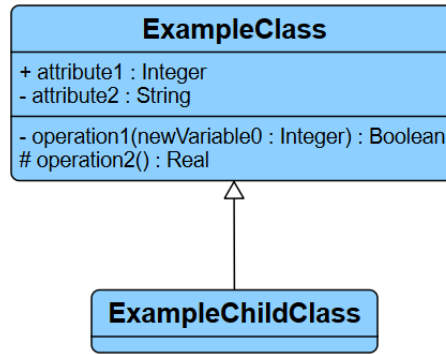 ExampleClass
+ attribute1 : Integer
- attribute2 : String
- operation1(newVariable0 : Integer) : Boolean
# operation2() : Real
ExampleChildClass